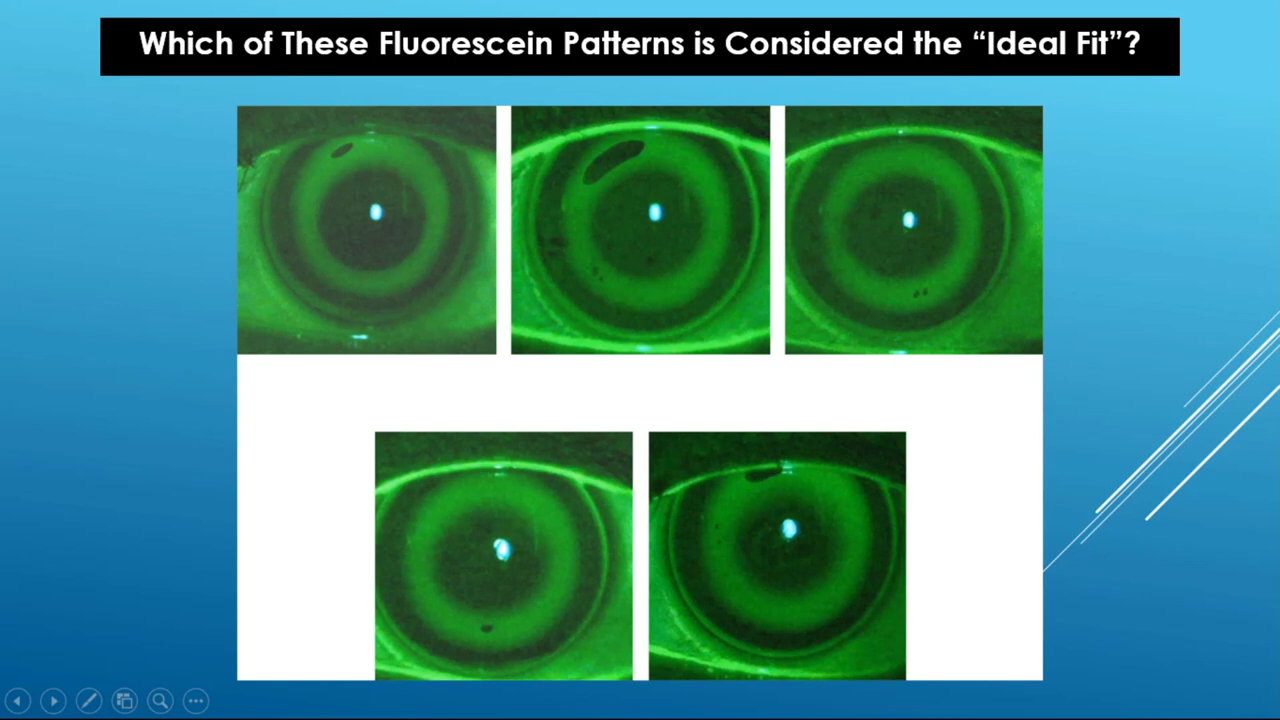 Which of These Fluorescein Patterns is Considered the “Ideal Fit”?